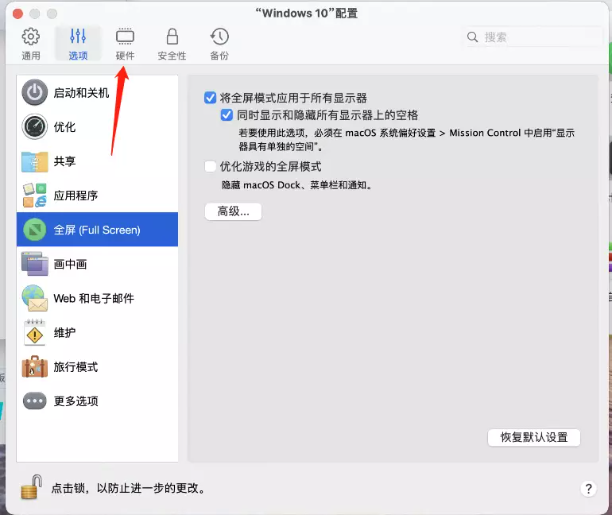 “Windows 10”配置
通用
选项
硬件
安全性
备份
搜索
启动和关机
优化
共享
应用程序
全屏 (Full Screen)
画中画
Web 和电子邮件
维护
旅行模式
更多选项
将全屏模式应用于所有显示器
同时显示和隐藏所有显示器上的空格
若要使用此选项，必须在 macOS 系统偏好设置 > Mission Control 中启用“显
示器具有单独的空间”。
优化游戏的全屏模式
隐藏 macOS Dock、菜单栏和通知。
高级...
恢复默认设置
点击锁，以防止进一步的更改。
?